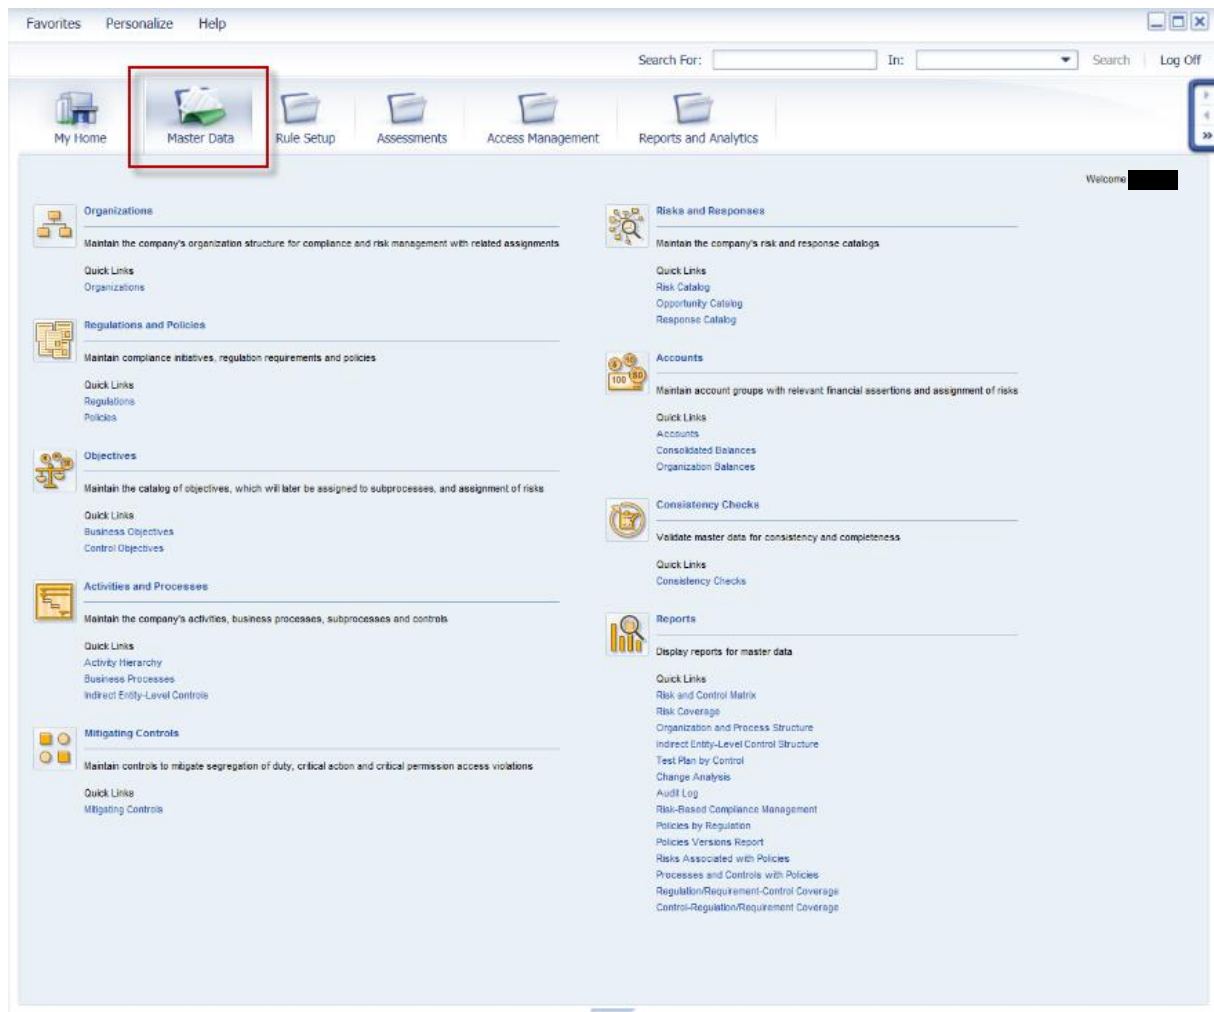 Favorites Personalize Help
Search For: In: Search Log Off
My Home Master Data Rule Setup Assessments Access Management Reports and Analytics
Welcome
Organizations
Maintain the company's organization structure for compliance and risk management with related assignments
Quick Links
Organizations
Regulations and Policies
Maintain compliance initiatives, regulation requirements and policies
Quick Links
Regulations
Policies
Objectives
Maintain the catalog of objectives, which will later be assigned to subprocesses, and assignment of risks
Quick Links
Business Objectives
Control Objectives
Activities and Processes
Maintain the company's activities, business processes, subprocesses and controls
Quick Links
Activity Hierarchy
Business Processes
Indirect Entity-Level Controls
Mitigating Controls
Maintain controls to mitigate segregation of duty, critical action and critical permission access violations
Quick Links
Mitigating Controls
Risks and Responses
Maintain the company's risk and response catalogs
Quick Links
Risk Catalog
Opportunity Catalog
Response Catalog
100 50
Accounts
Maintain account groups with relevant financial assertions and assignment of risks
Quick Links
Accounts
Consolidated Balances
Organization Balances
Consistency Checks
Validate master data for consistency and completeness
Quick Links
Consistency Checks
Reports
Display reports for master data
Quick Links
Risk and Control Matrix
Risk Coverage
Organization and Process Structure
Indirect Entity-Level Control Structure
Test Plan by Control
Change Analysis
Audit Log
Risk-Based Compliance Management
Policies by Regulation
Policies Versions Report
Risks Associated with Policies
Processes and Controls with Policies
Regulation/Requirement-Control Coverage
Control-Regulation/Requirement Coverage